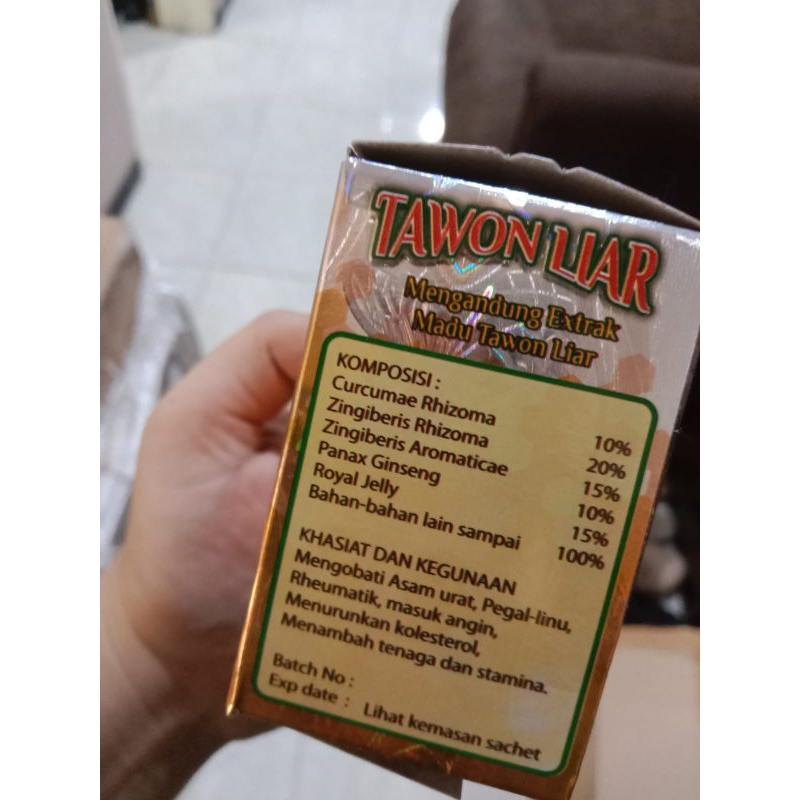 TAWON LIAR
Mengandung Extrak
Madu Tawon Liar
KOMPOSISI :
Curcumae Rhizoma 10%
Zingiberis Rhizoma 20%
Zingiberis Aromaticae 15%
Panax Ginseng 10%
Royal Jelly 15%
Bahan-bahan lain sampai 100%
KHASIAT DAN KEGUNAAN
Mengobati Asam urat, Pegal-linu,
Rheumatik, masuk angin,
Menurunkan kolesterol,
Menambah tenaga dan stamina.
Batch No :
Exp date : Lihat kemasan sachet